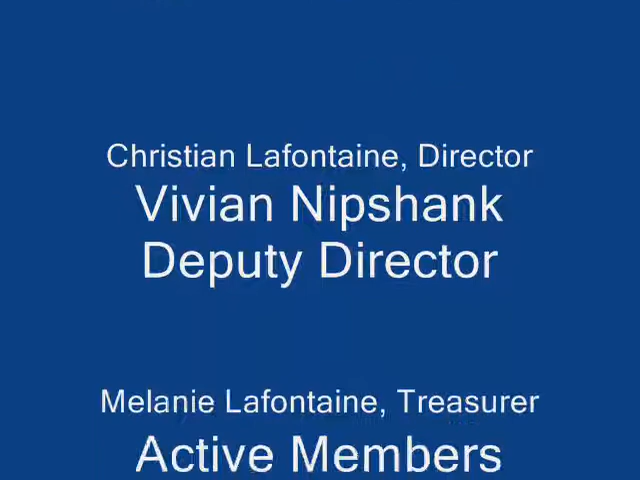 Christian Lafontaine, Director
Vivian Nipshank
Deputy Director
Melanie Lafontaine, Treasurer
Active Members